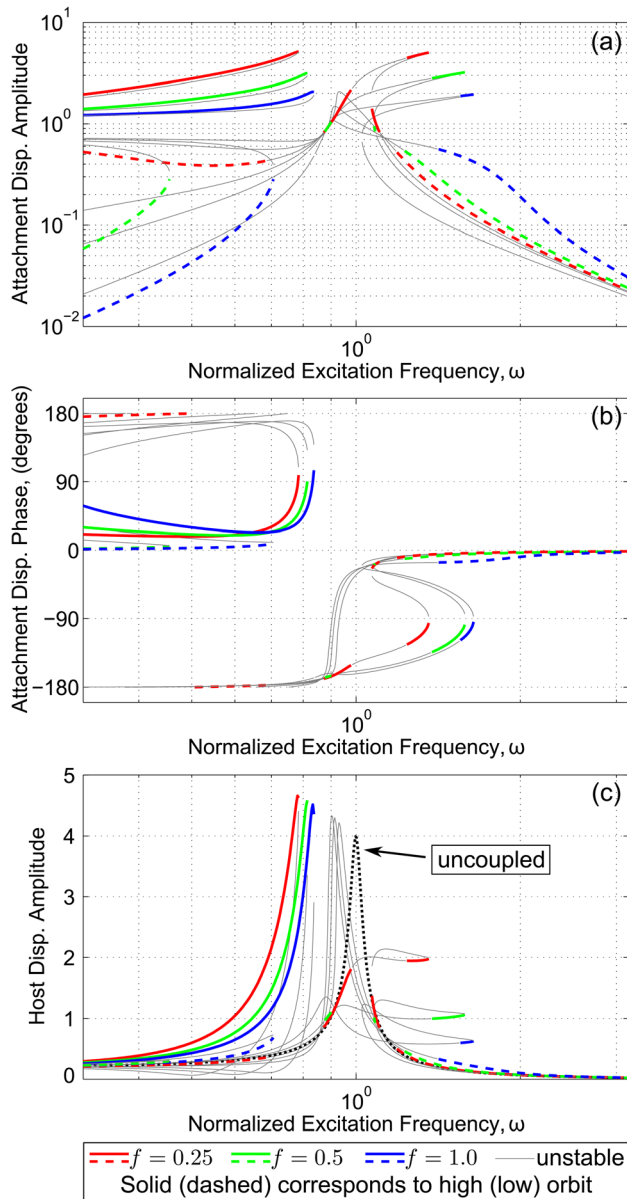 (a)
Attachment Disp. Amplitude
10^1
10^0
10^-1
10^-2
10^0
Normalized Excitation Frequency, ω
(b)
Attachment Disp. Phase, (degrees)
180
90
0
−90
−180
10^0
Normalized Excitation Frequency, ω
(c)
Host Disp. Amplitude
5
4
3
2
1
0
uncoupled
10^0
Normalized Excitation Frequency, ω
f = 0.25 f = 0.5 f = 1.0 unstable
Solid (dashed) corresponds to high (low) orbit